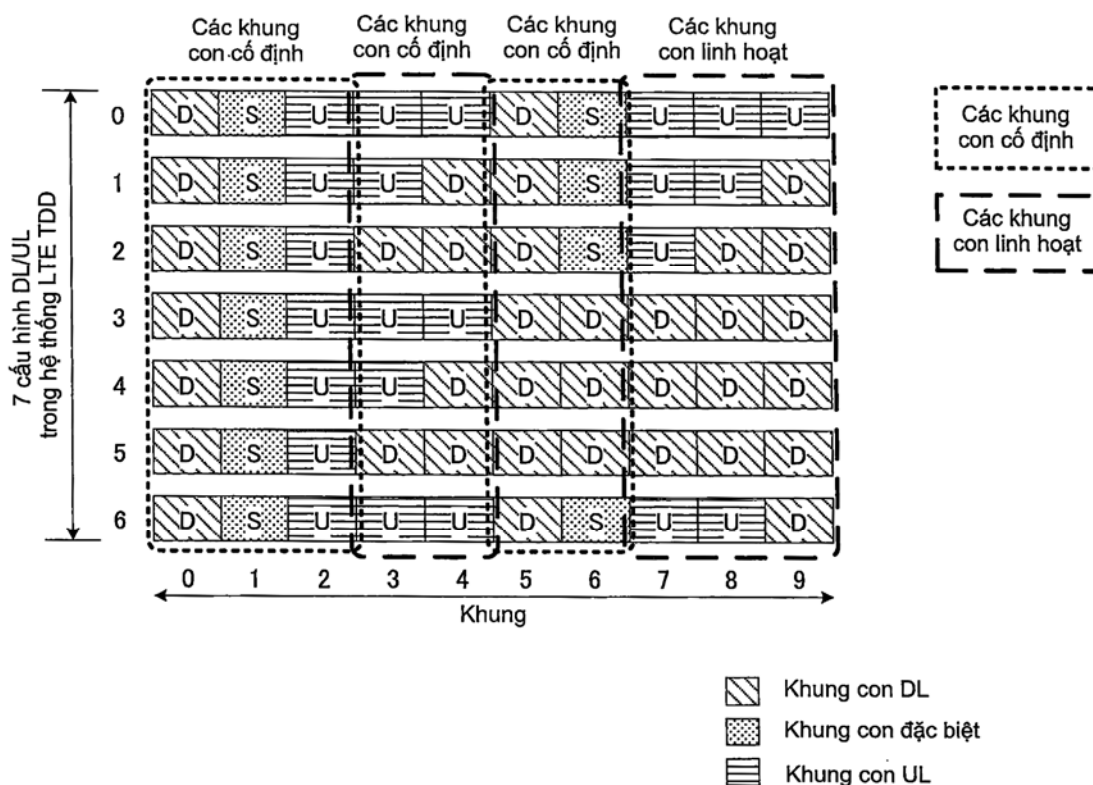 Các khung
con cố định
Các khung
con cố định
Các khung
con cố định
Các khung
con linh hoạt
7 cấu hình DL/UL
trong hệ thống LTE TDD
0 D S U U U D S U U U
1 D S U U D D S U U D
2 D S U D D D S U D D
3 D S U U U D D D D D
4 D S U U D D D D D D
5 D S U D D D D D D D
6 D S U U U D S U U D
0 1 2 3 4 5 6 7 8 9
Khung
Các khung
con cố định
Các khung
con linh hoạt
Khung con DL
Khung con đặc biệt
Khung con UL